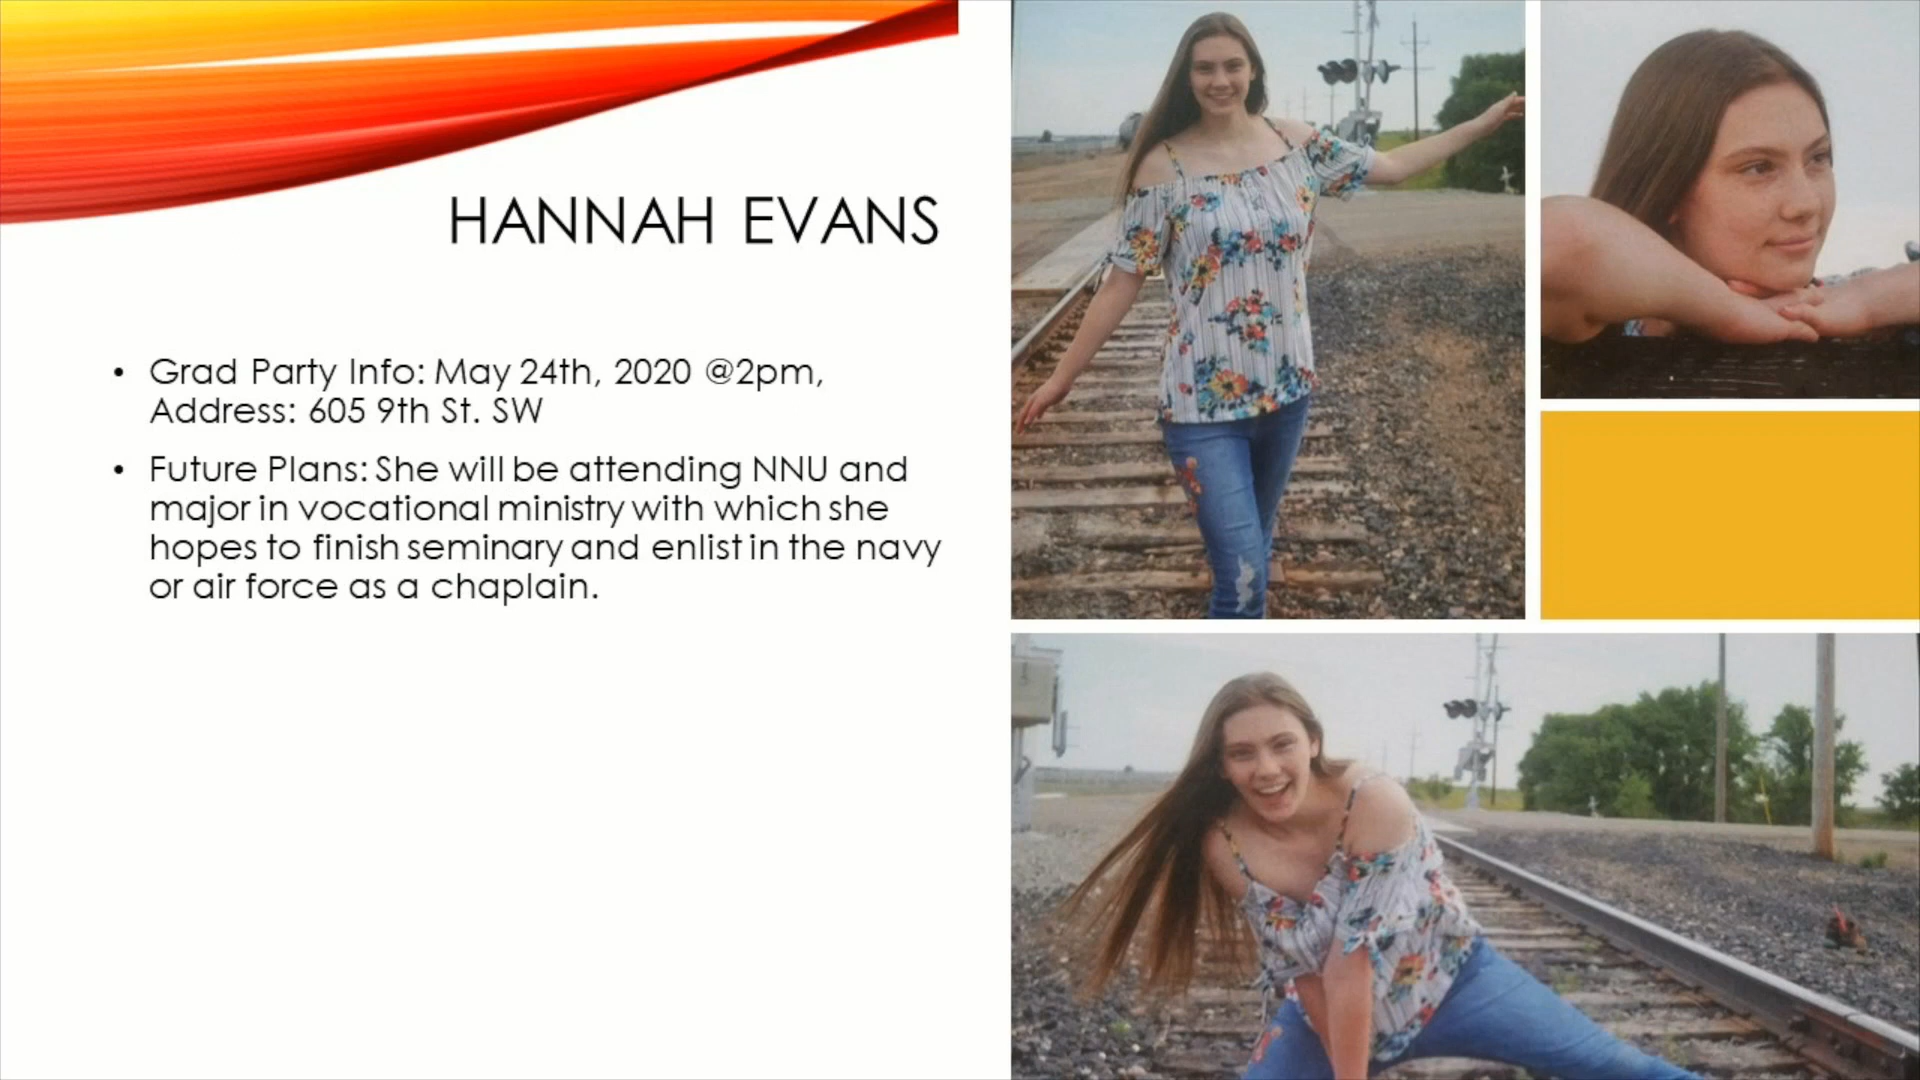 HANNAH EVANS
• Grad Party Info: May 24th, 2020 @2pm,
Address: 605 9th St. SW
• Future Plans: She will be attending NNU and
major in vocational ministry with which she
hopes to finish seminary and enlist in the navy
or air force as a chaplain.